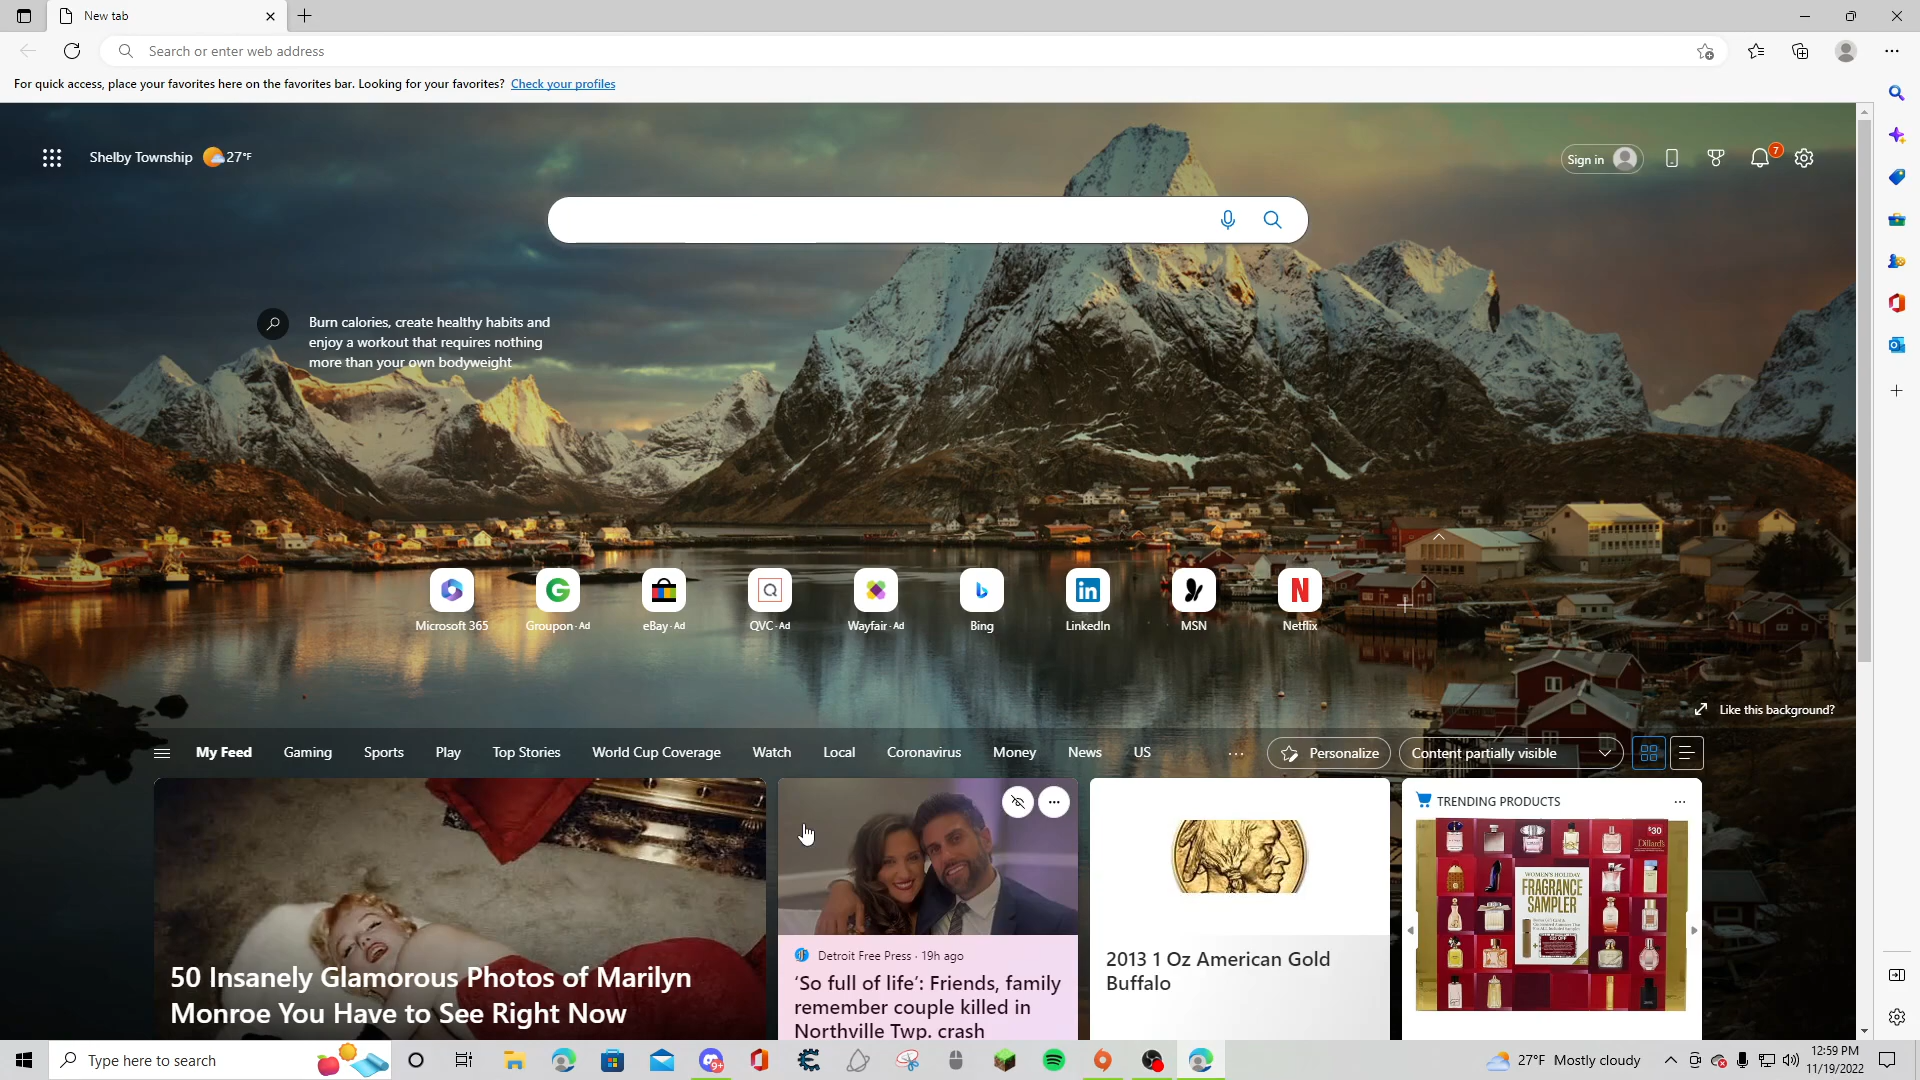 New tab
Search or enter web address
For quick access, place your favorites here on the favorites bar. Looking for your favorites? Check your profiles
Shelby Township 27°F
Sign in
7
Burn calories, create healthy habits and
enjoy a workout that requires nothing
more than your own bodyweight
Microsoft 365
Groupon · Ad
eBay · Ad
QVC · Ad
Wayfair · Ad
Bing
LinkedIn
MSN
Netflix
Like this background?
My Feed
Gaming
Sports
Play
Top Stories
World Cup Coverage
Watch
Local
Coronavirus
Money
News
US
Personalize
Content partially visible
50 Insanely Glamorous Photos of Marilyn
Monroe You Have to See Right Now
Detroit Free Press · 19h ago
‘So full of life’: Friends, family
remember couple killed in
Northville Twp. crash
2013 1 Oz American Gold
Buffalo
TRENDING PRODUCTS
$30
Dillard's
WOMEN'S HOLIDAY
FRAGRANCE
SAMPLER
Type here to search
9+
27°F Mostly cloudy
12:59 PM
11/19/2022